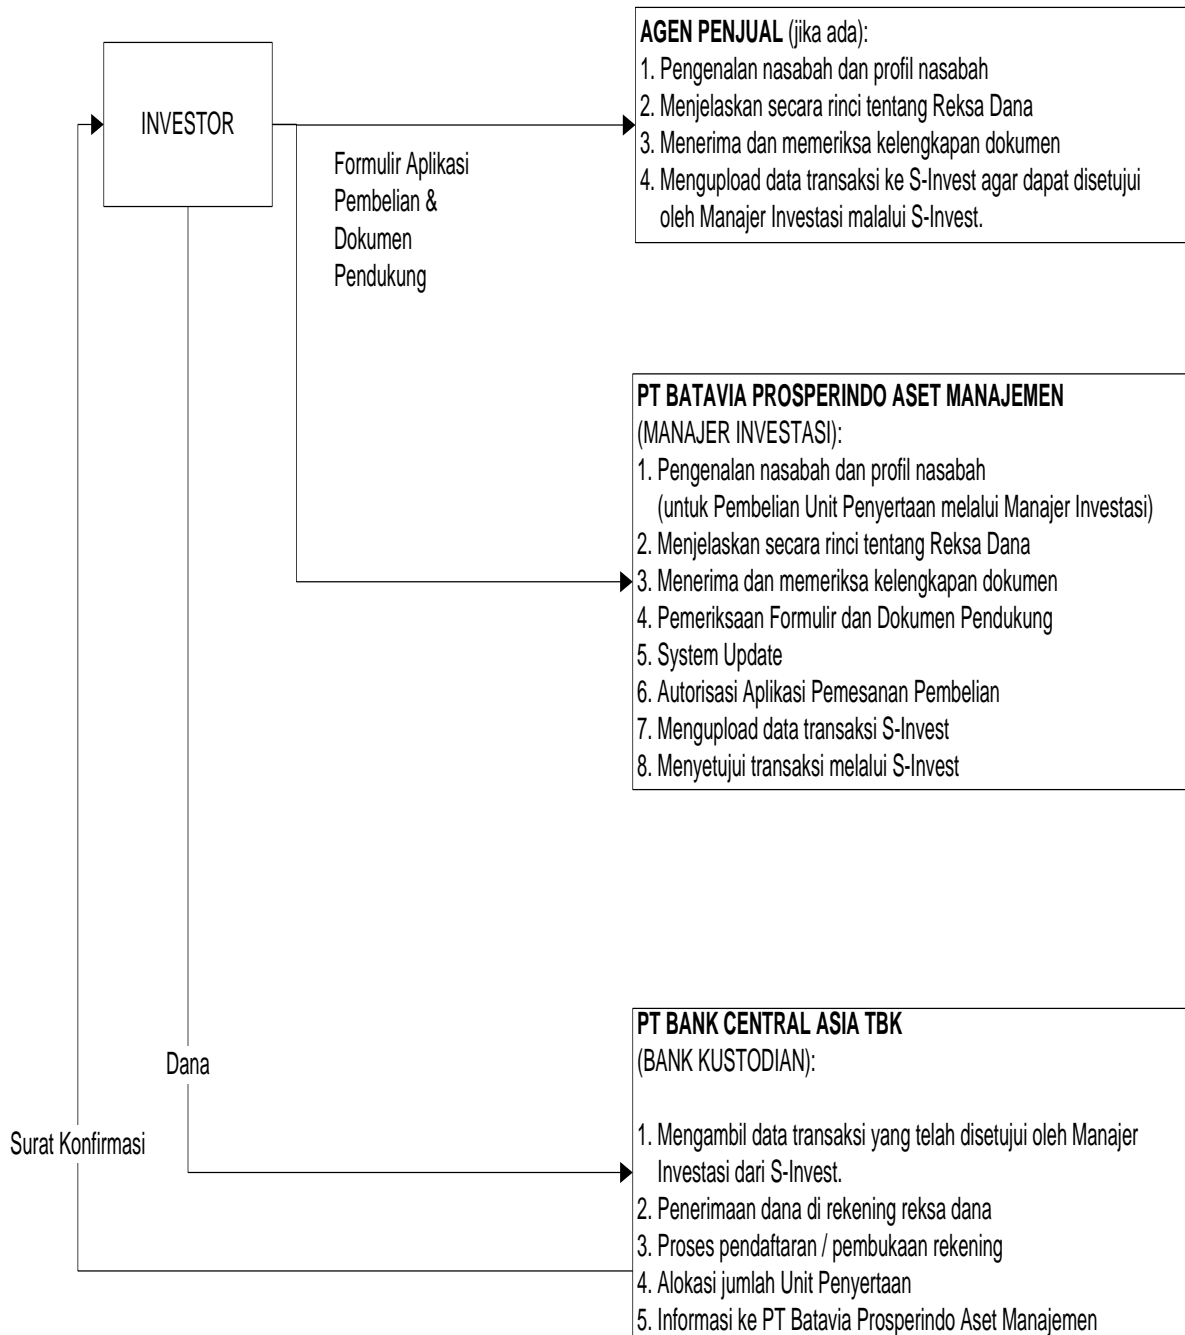 INVESTOR
Formulir Aplikasi
Pembelian &
Dokumen
Pendukung
AGEN PENJUAL (jika ada):
1. Pengenalan nasabah dan profil nasabah
2. Menjelaskan secara rinci tentang Reksa Dana
3. Menerima dan memeriksa kelengkapan dokumen
4. Mengupload data transaksi ke S-Invest agar dapat disetujui
oleh Manajer Investasi malalui S-Invest.
PT BATAVIA PROSPERINDO ASET MANAJEMEN
(MANAJER INVESTASI):
1. Pengenalan nasabah dan profil nasabah
(untuk Pembelian Unit Penyertaan melalui Manajer Investasi)
2. Menjelaskan secara rinci tentang Reksa Dana
3. Menerima dan memeriksa kelengkapan dokumen
4. Pemeriksaan Formulir dan Dokumen Pendukung
5. System Update
6. Autorisasi Aplikasi Pemesanan Pembelian
7. Mengupload data transaksi S-Invest
8. Menyetujui transaksi melalui S-Invest
Dana
Surat Konfirmasi
PT BANK CENTRAL ASIA TBK
(BANK KUSTODIAN):
1. Mengambil data transaksi yang telah disetujui oleh Manajer
Investasi dari S-Invest.
2. Penerimaan dana di rekening reksa dana
3. Proses pendaftaran / pembukaan rekening
4. Alokasi jumlah Unit Penyertaan
5. Informasi ke PT Batavia Prosperindo Aset Manajemen